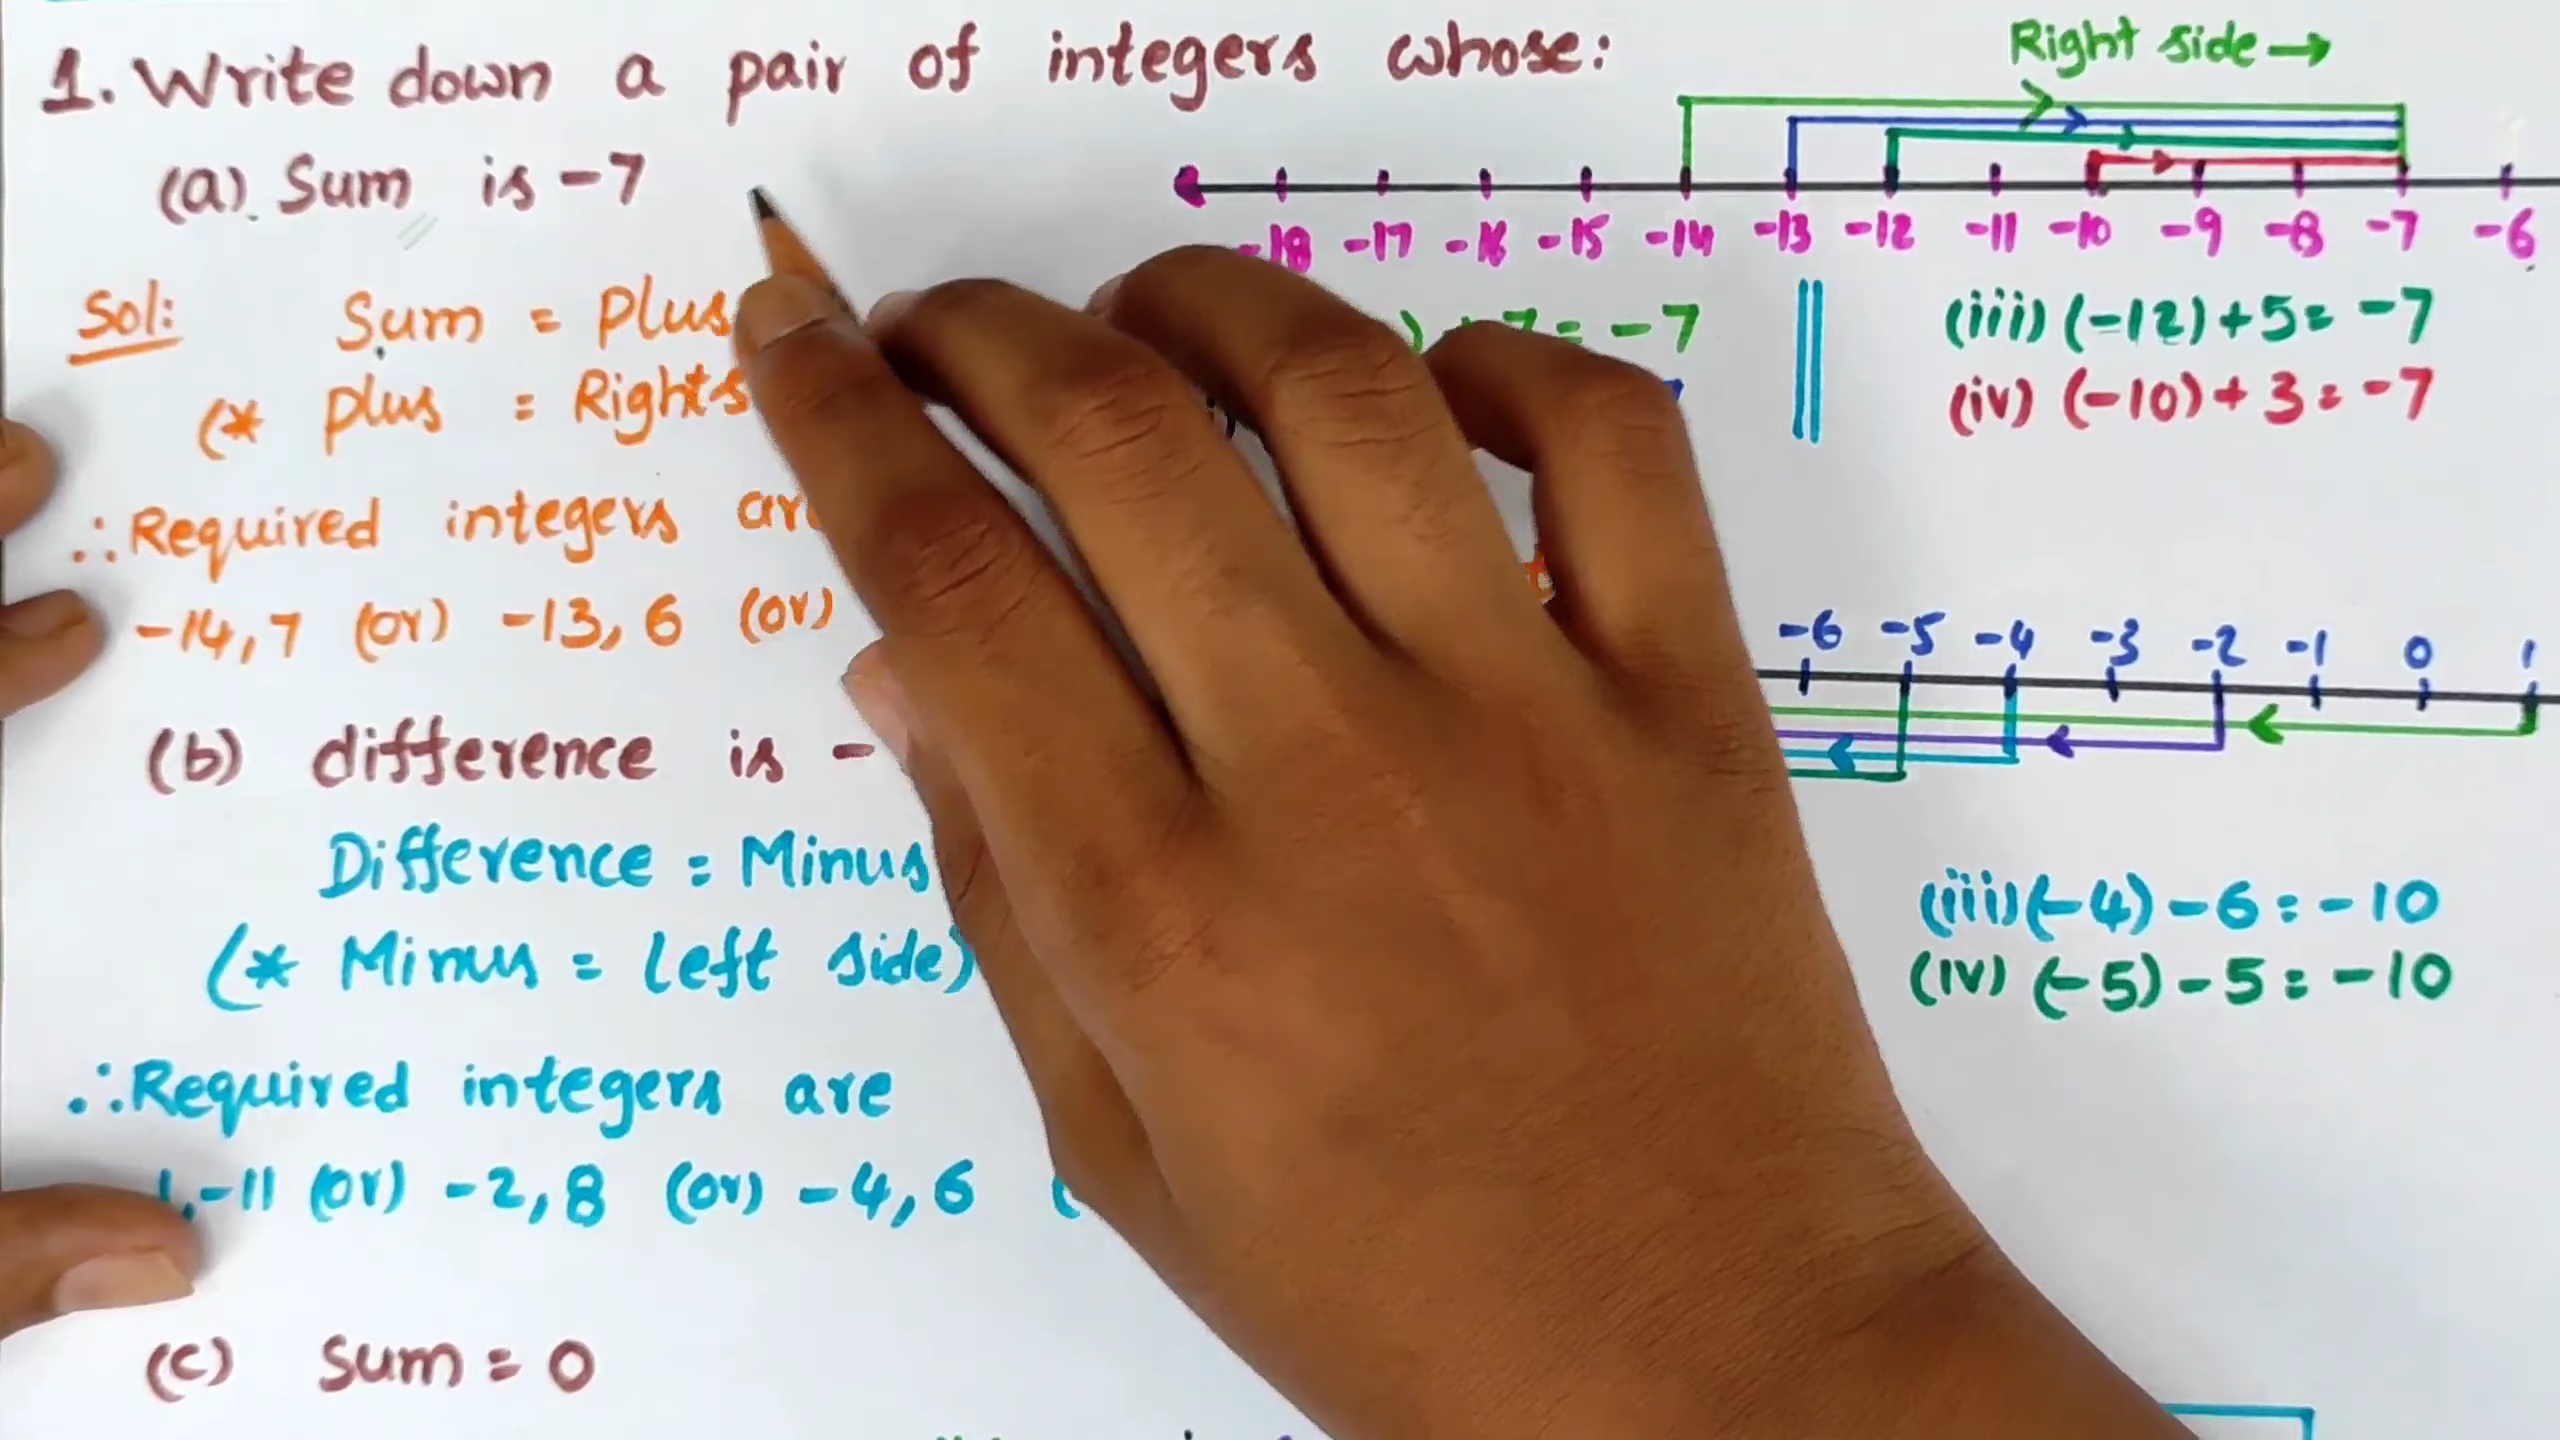 1. Write down a pair of integers whose:
(a). Sum is -7
Right side →
-18 -17 -16 -15 -14 -13 -12 -11 -10 -9 -8 -7 -6
Sol: Sum = Plus
(* plus = Right
) + 7 = -7
(iii) (-12) + 5 = -7
(iv) (-10) + 3 = -7
∴ Required integers
-14, 7 (or) -13, 6 (or)
-6 -5 -4 -3 -2 -1 0 1
(b) difference is -
Difference = Minus
(* Minus = left side)
(iii) (-4) - 6 = -10
(iv) (-5) - 5 = -10
∴ Required integers are
, -11 (or) -2, 8 (or) -4, 6 (
(c) Sum = 0